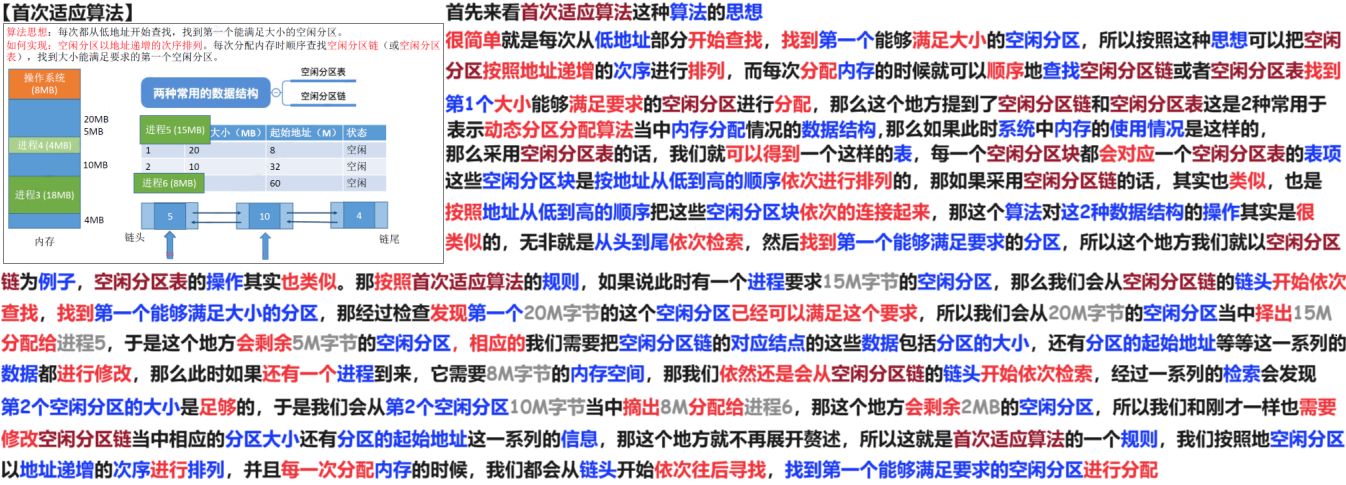 【首次适应算法】
算法思想：每次都从低地址开始查找，找到第一个能满足大小的空闲分区。
如何实现：空闲分区以地址递增的次序排列。每次分配内存时顺序查找空闲分区链（或空闲分区
表），找到大小能满足要求的第一个空闲分区。
操作系统
(8MB)
20MB
5MB
进程4 (4MB)
10MB
进程3 (18MB)
4MB
内存
两种常用的数据结构
空闲分区表
空闲分区链
进程5 (15MB)
大小（MB） 起始地址（M） 状态
1 20 8 空闲
2 10 32 空闲
进程6 (8MB)
60 空闲
5 10 4
链头 链尾
首先来看首次适应算法这种算法的思想
很简单就是每次从低地址部分开始查找，找到第一个能够满足大小的空闲分区，所以按照这种思想可以把空闲
分区按照地址递增的次序进行排列，而每次分配内存的时候就可以顺序地查找空闲分区链或者空闲分区表找到
第1个大小能够满足要求的空闲分区进行分配，那么这个地方提到了空闲分区链和空闲分区表这是2种常用于
表示动态分区分配算法当中内存分配情况的数据结构,那么如果此时系统中内存的使用情况是这样的，
那么采用空闲分区表的话，我们就可以得到一个这样的表，每一个空闲分区块都会对应一个空闲分区表的表项
这些空闲分区块是按地址从低到高的顺序依次进行排列的，那如果采用空闲分区链的话，其实也类似，也是
按照地址从低到高的顺序把这些空闲分区块依次的连接起来，那这个算法对这2种数据结构的操作其实是很
类似的，无非就是从头到尾依次检索，然后找到第一个能够满足要求的分区，所以这个地方我们就以空闲分区
链为例子，空闲分区表的操作其实也类似。那按照首次适应算法的规则，如果说此时有一个进程要求15M字节的空闲分区，那么我们会从空闲分区链的链头开始依次
查找，找到第一个能够满足大小的分区，那经过检查发现第一个20M字节的这个空闲分区已经可以满足这个要求，所以我们会从20M字节的空闲分区当中择出15M
分配给进程5，于是这个地方会剩余5M字节的空闲分区，相应的我们需要把空闲分区链的对应结点的这些数据包括分区的大小，还有分区的起始地址等等这一系列的
数据都进行修改，那么此时如果还有一个进程到来，它需要8M字节的内存空间，那我们依然还是会从空闲分区链的链头开始依次检索，经过一系列的检索会发现
第2个空闲分区的大小是足够的，于是我们会从第2个空闲分区10M字节当中摘出8M分配给进程6，那这个地方会剩余2MB的空闲分区，所以我们和刚才一样也需要
修改空闲分区链当中相应的分区大小还有分区的起始地址这一系列的信息，那这个地方就不再展开赘述，所以这就是首次适应算法的一个规则，我们按照地空闲分区
以地址递增的次序进行排列，并且每一次分配内存的时候，我们都会从链头开始依次往后寻找，找到第一个能够满足要求的空闲分区进行分配